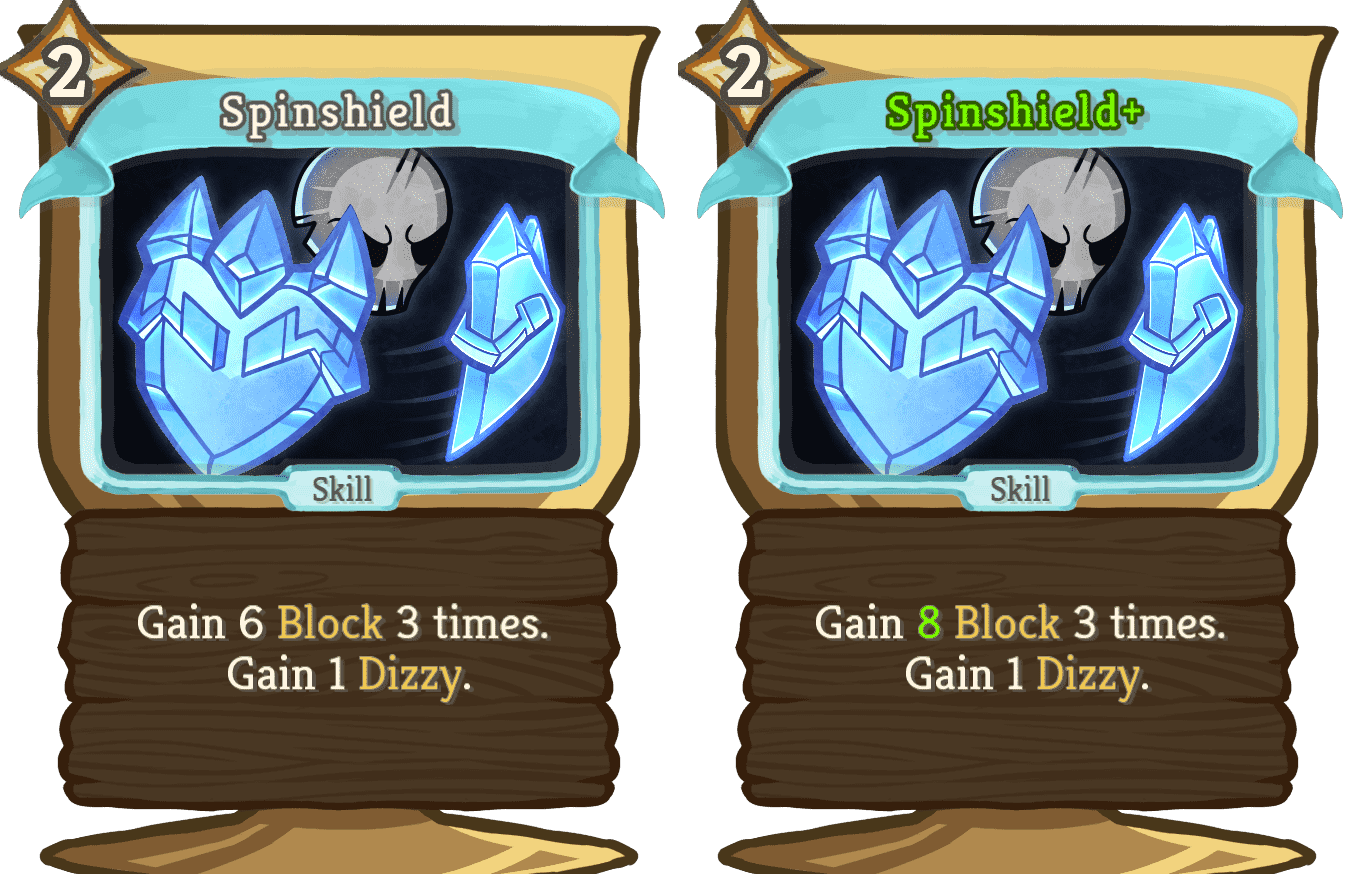 2
Spinshield
Skill
Gain 6 Block 3 times.
Gain 1 Dizzy.
2
Spinshield+
Skill
Gain 8 Block 3 times.
Gain 1 Dizzy.